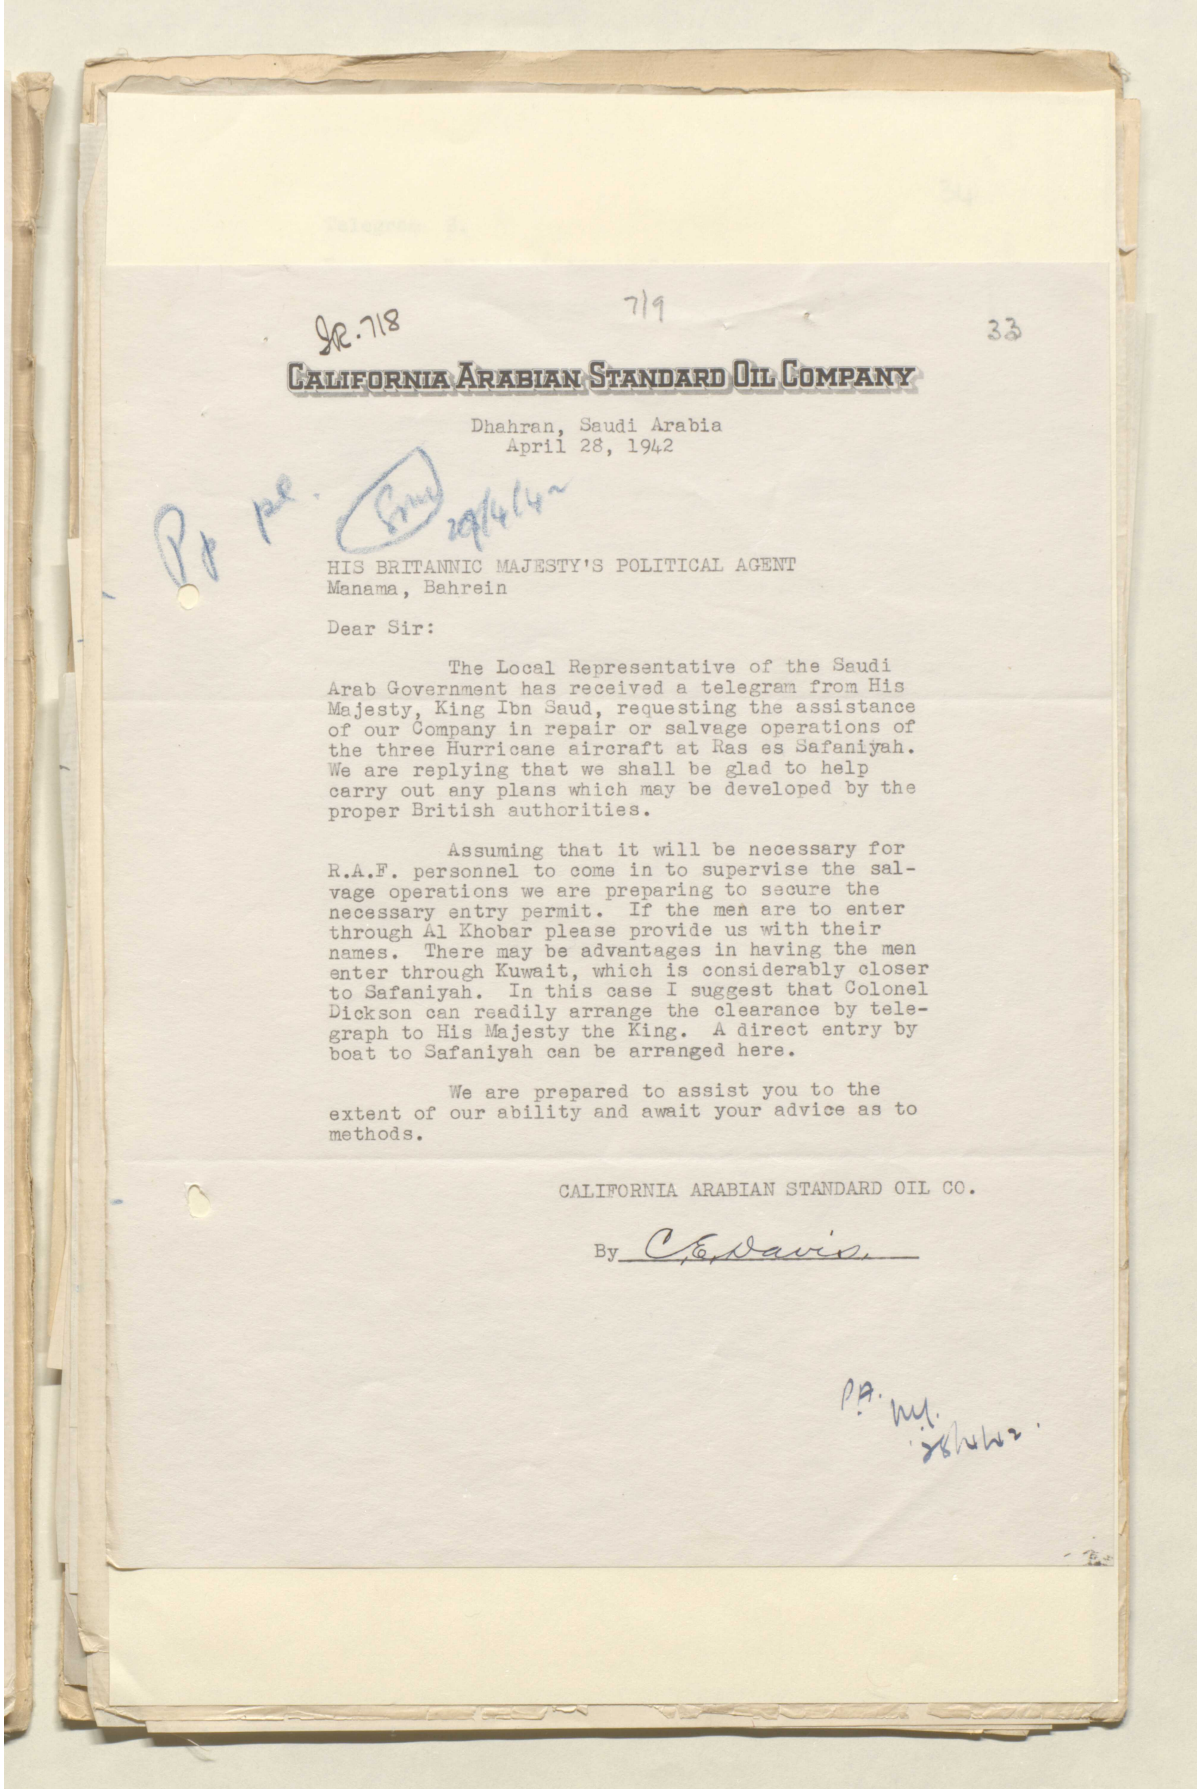 7/9
33
SR.718
CALIFORNIA ARABIAN STANDARD OIL COMPANY
Dhahran, Saudi Arabia
April 28, 1942
Pp pl.
29/4/42
HIS BRITANNIC MAJESTY'S POLITICAL AGENT
Manama, Bahrein
Dear Sir:
The Local Representative of the Saudi
Arab Government has received a telegram from His
Majesty, King Ibn Saud, requesting the assistance
of our Company in repair or salvage operations of
the three Hurricane aircraft at Ras es Safaniyah.
We are replying that we shall be glad to help
carry out any plans which may be developed by the
proper British authorities.
Assuming that it will be necessary for
R.A.F. personnel to come in to supervise the sal-
vage operations we are preparing to secure the
necessary entry permit. If the men are to enter
through Al Khobar please provide us with their
names. There may be advantages in having the men
enter through Kuwait, which is considerably closer
to Safaniyah. In this case I suggest that Colonel
Dickson can readily arrange the clearance by tele-
graph to His Majesty the King. A direct entry by
boat to Safaniyah can be arranged here.
We are prepared to assist you to the
extent of our ability and await your advice as to
methods.
CALIFORNIA ARABIAN STANDARD OIL CO.
By C.E. Davis.
P.A.
28/4/42.